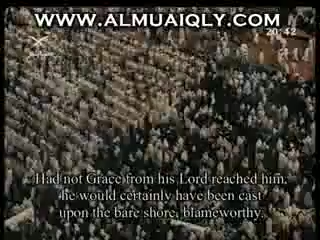 WWW.ALMUAIQLY.COM
20:42
Had not Grace from his Lord reached him,
he would certainly have been cast
upon the bare shore, blameworthy.